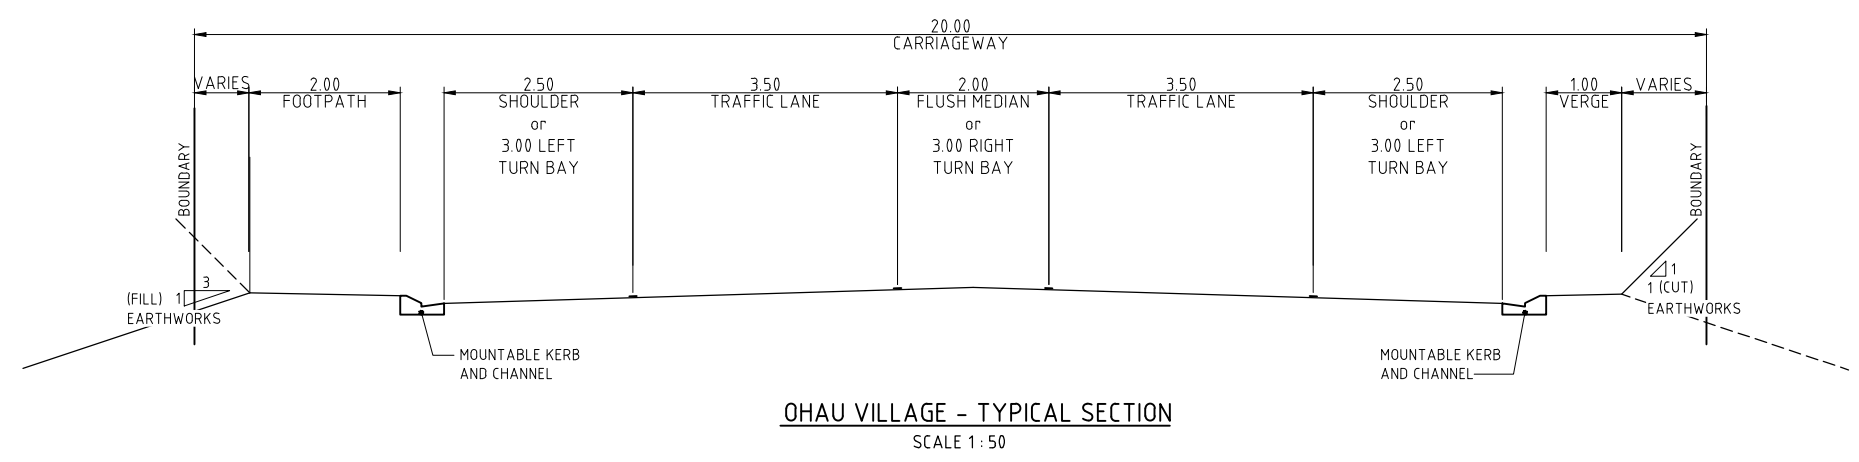 20.00
CARRIAGEWAY
VARIES
2.00
FOOTPATH
2.50
SHOULDER
or
3.00 LEFT
TURN BAY
3.50
TRAFFIC LANE
2.00
FLUSH MEDIAN
or
3.00 RIGHT
TURN BAY
3.50
TRAFFIC LANE
2.50
SHOULDER
or
3.00 LEFT
TURN BAY
1.00
VERGE
VARIES
BOUNDARY
BOUNDARY
3
(FILL) 1
EARTHWORKS
1
1 (CUT)
EARTHWORKS
MOUNTABLE KERB
AND CHANNEL
MOUNTABLE KERB
AND CHANNEL
OHAU VILLAGE - TYPICAL SECTION
SCALE 1 : 50